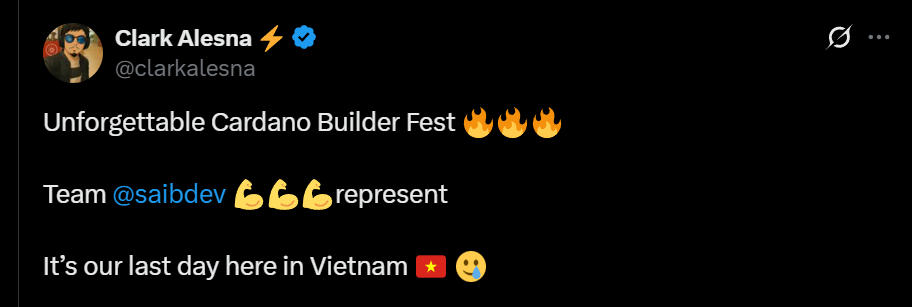 Clark Alesna ⚡
@clarkalesna
Unforgettable Cardano Builder Fest 🔥🔥🔥
Team @saibdev 💪💪💪represent
It’s our last day here in Vietnam 🇻🇳 🥲